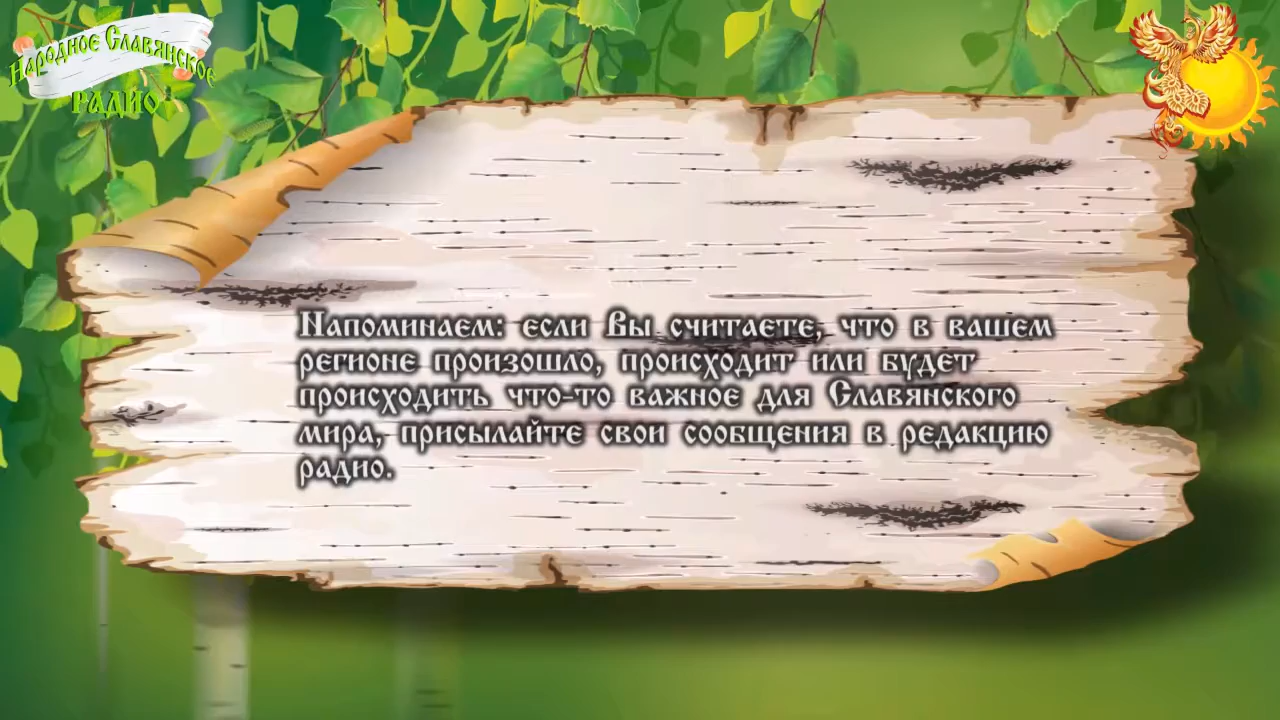 Народное Славянское
РАДИО
Напоминаем: если Вы считаете, что в вашем
регионе произошло, происходит или будет
происходить что-то важное для Славянского
мира, присылайте свои сообщения в редакцию
радио.